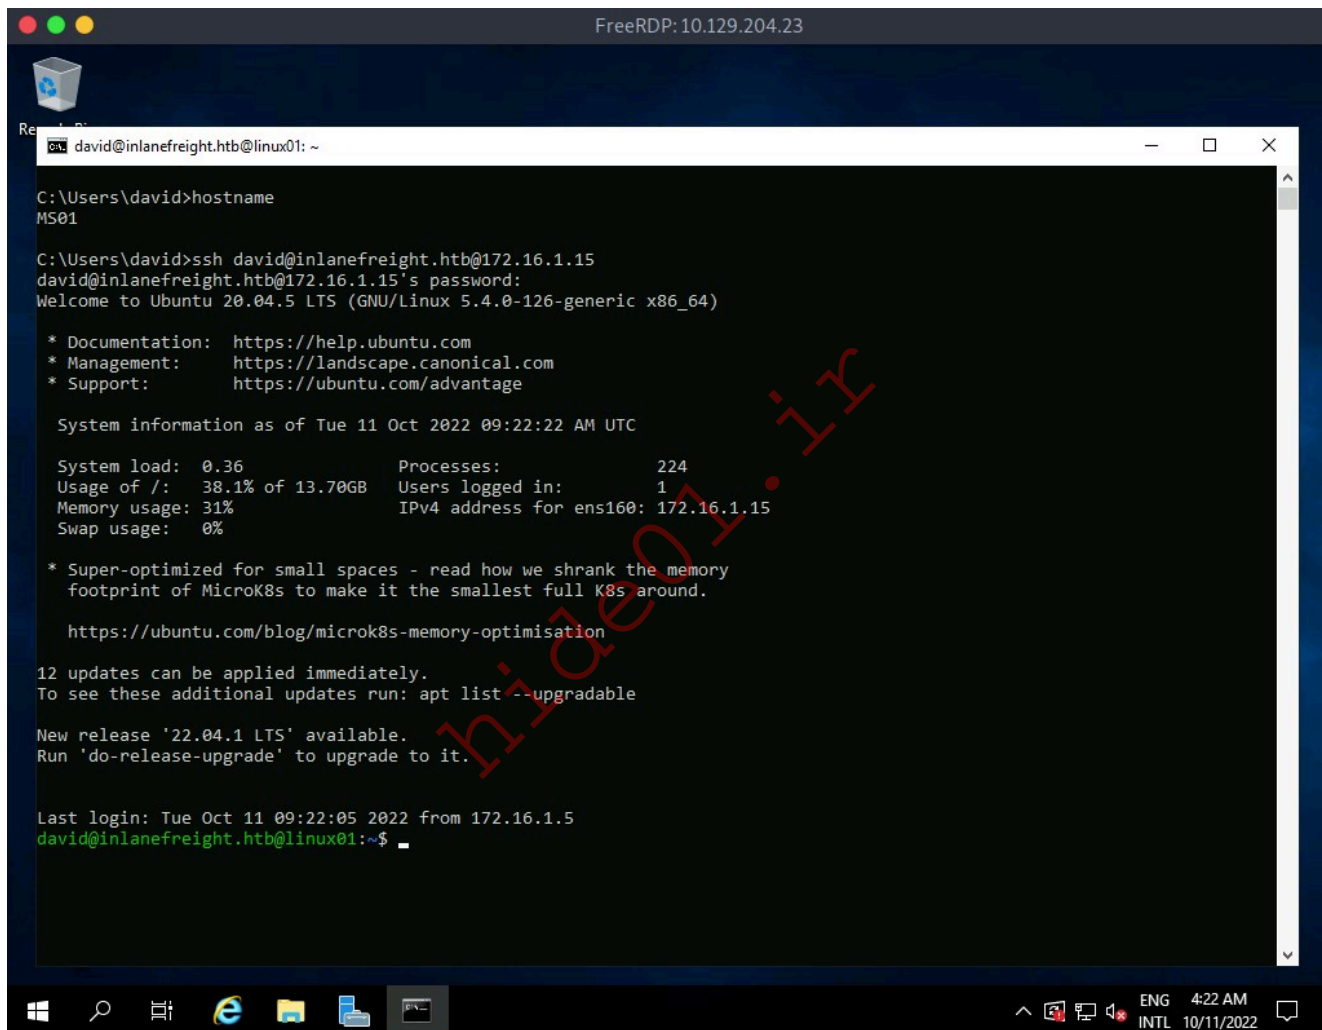 FreeRDP: 10.129.204.23
david@inlanefreight.htb@linux01: ~
C:\Users\david>hostname
MS01
C:\Users\david>ssh david@inlanefreight.htb@172.16.1.15
david@inlanefreight.htb@172.16.1.15's password:
Welcome to Ubuntu 20.04.5 LTS (GNU/Linux 5.4.0-126-generic x86_64)
* Documentation:  https://help.ubuntu.com
* Management:     https://landscape.canonical.com
* Support:        https://ubuntu.com/advantage
System information as of Tue 11 Oct 2022 09:22:22 AM UTC
System load:  0.36               Processes:               224
Usage of /:   38.1% of 13.70GB   Users logged in:         1
Memory usage: 31%                IPv4 address for ens160: 172.16.1.15
Swap usage:   0%
* Super-optimized for small spaces - read how we shrank the memory
footprint of MicroK8s to make it the smallest full K8s around.
https://ubuntu.com/blog/microk8s-memory-optimisation
12 updates can be applied immediately.
To see these additional updates run: apt list --upgradable
New release '22.04.1 LTS' available.
Run 'do-release-upgrade' to upgrade to it.
Last login: Tue Oct 11 09:22:05 2022 from 172.16.1.5
david@inlanefreight.htb@linux01:~$
hide01.ir
ENG 4:22 AM
INTL 10/11/2022